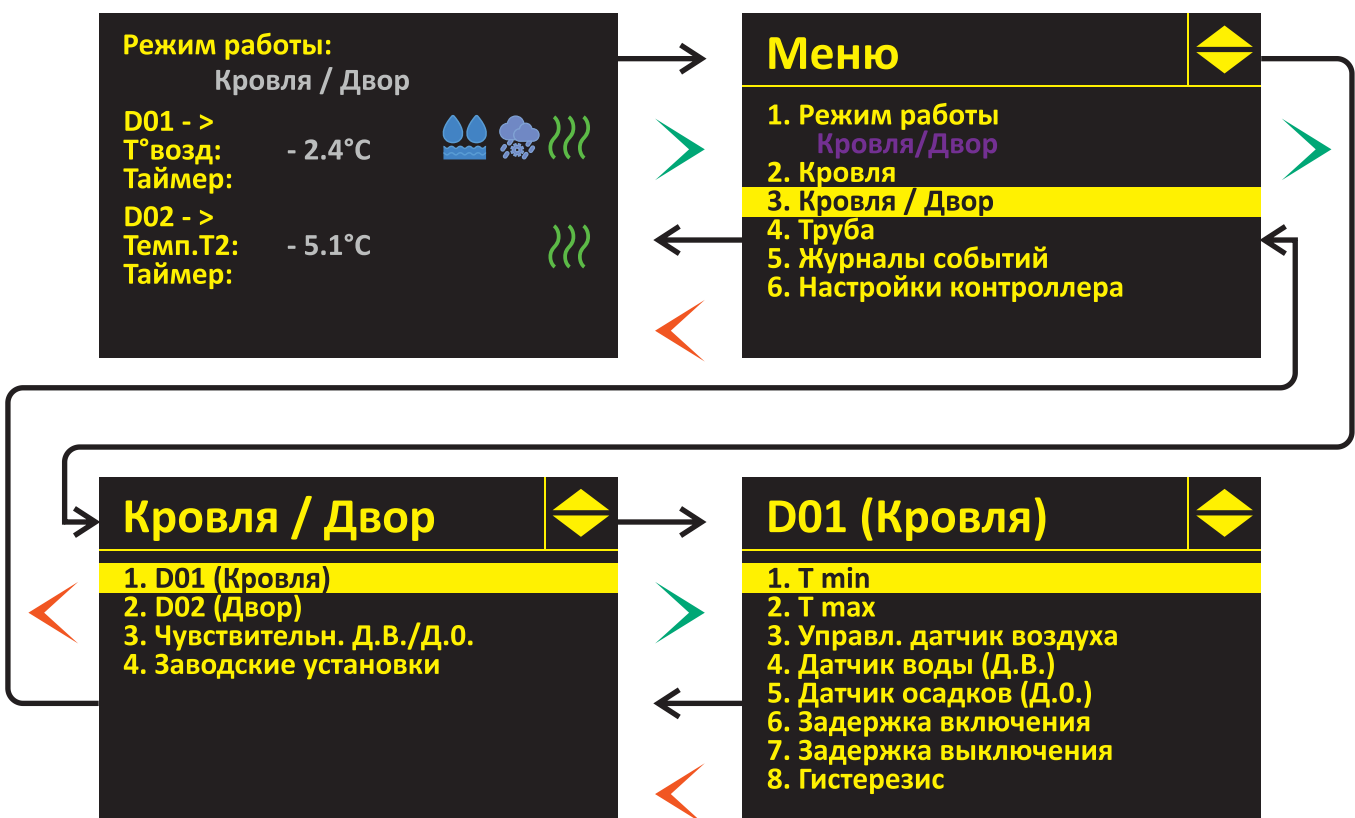 Режим работы:
Кровля / Двор
D01 - >
T°возд: - 2.4°C
Таймер:
D02 - >
Темп.T2: - 5.1°C
Таймер:
Меню
1. Режим работы
Кровля/Двор
2. Кровля
3. Кровля / Двор
4. Труба
5. Журналы событий
6. Настройки контроллера
Кровля / Двор
1. D01 (Кровля)
2. D02 (Двор)
3. Чувствительн. Д.В./Д.О.
4. Заводские установки
D01 (Кровля)
1. T min
2. T max
3. Управл. датчик воздуха
4. Датчик воды (Д.В.)
5. Датчик осадков (Д.О.)
6. Задержка включения
7. Задержка выключения
8. Гистерезис